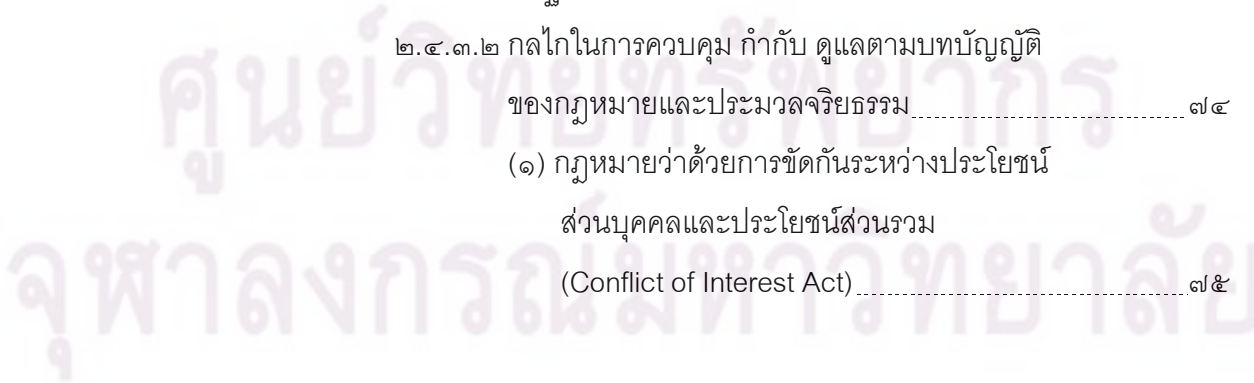 ๒.๔.๓.๒ กลไกในการควบคุม กำกับ ดูแลตามบทบัญญัติ
ของกฎหมายและประมวลจริยธรรม ๗๔
(๑) กฎหมายว่าด้วยการขัดกันระหว่างประโยชน์
ส่วนบุคคลและประโยชน์ส่วนรวม
(Conflict of Interest Act) ๗๕
ศูนย์วิทยทรัพยากร
จุฬาลงกรณ์มหาวิทยาลัย